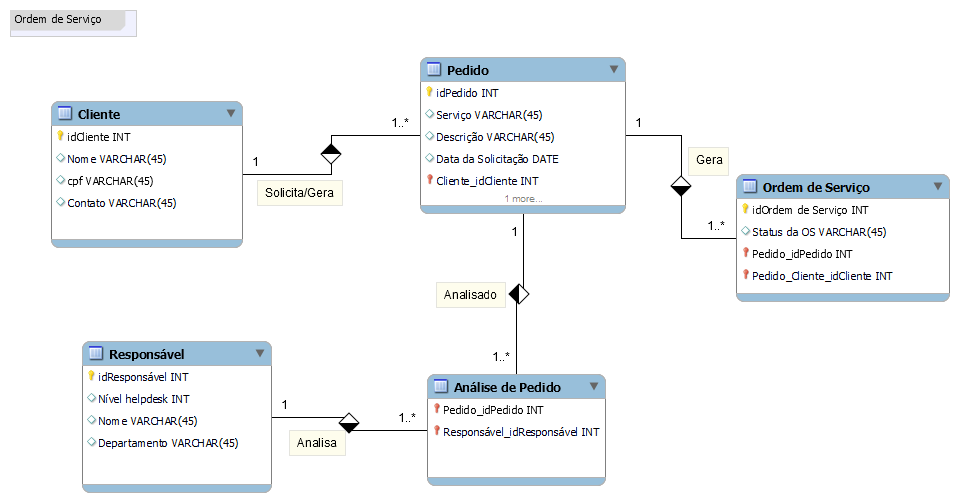 Ordem de Serviço
Pedido
idPedido INT
Serviço VARCHAR(45)
Descrição VARCHAR(45)
Data da Solicitação DATE
Cliente_idCliente INT
1 more...
Cliente
idCliente INT
Nome VARCHAR(45)
cpf VARCHAR(45)
Contato VARCHAR(45)
1
1..*
Solicita/Gera
1
Gera
1..*
Ordem de Serviço
idOrdem de Serviço INT
Status da OS VARCHAR(45)
Pedido_idPedido INT
Pedido_Cliente_idCliente INT
1
Analisado
1..*
Responsável
idResponsável INT
Nível helpdesk INT
Nome VARCHAR(45)
Departamento VARCHAR(45)
1
1..*
Analisa
Análise de Pedido
Pedido_idPedido INT
Responsável_idResponsável INT